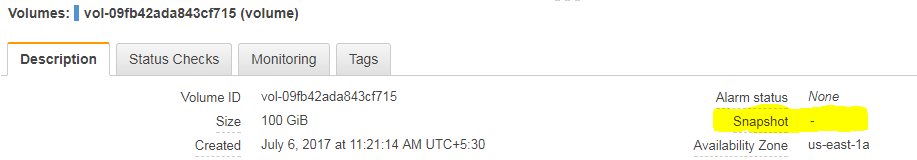 Volumes: vol-09fb42ada843cf715 (volume)
Description Status Checks Monitoring Tags
Volume ID vol-09fb42ada843cf715 Alarm status None
Size 100 GiB Snapshot -
Created July 6, 2017 at 11:21:14 AM UTC+5:30 Availability Zone us-east-1a